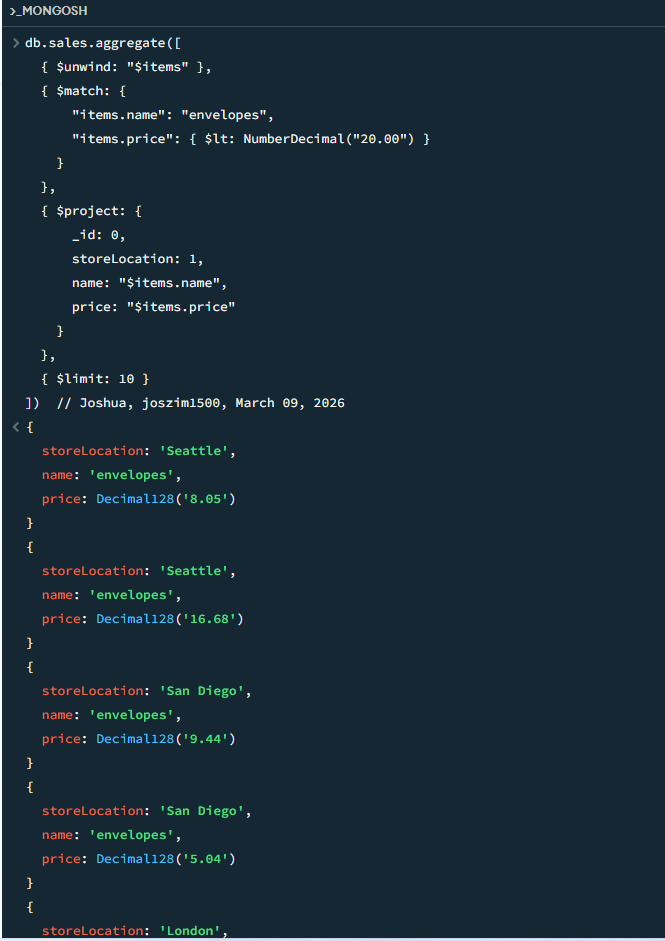 >_MONGOSH
> db.sales.aggregate([
{ $unwind: "$items" },
{ $match: {
"items.name": "envelopes",
"items.price": { $lt: NumberDecimal("20.00") }
}
},
{ $project: {
_id: 0,
storeLocation: 1,
name: "$items.name",
price: "$items.price"
}
},
{ $limit: 10 }
])  // Joshua, joszim1500, March 09, 2026
< {
storeLocation: 'Seattle',
name: 'envelopes',
price: Decimal128('8.05')
}
{
storeLocation: 'Seattle',
name: 'envelopes',
price: Decimal128('16.68')
}
{
storeLocation: 'San Diego',
name: 'envelopes',
price: Decimal128('9.44')
}
{
storeLocation: 'San Diego',
name: 'envelopes',
price: Decimal128('5.04')
}
{
storeLocation: 'London',